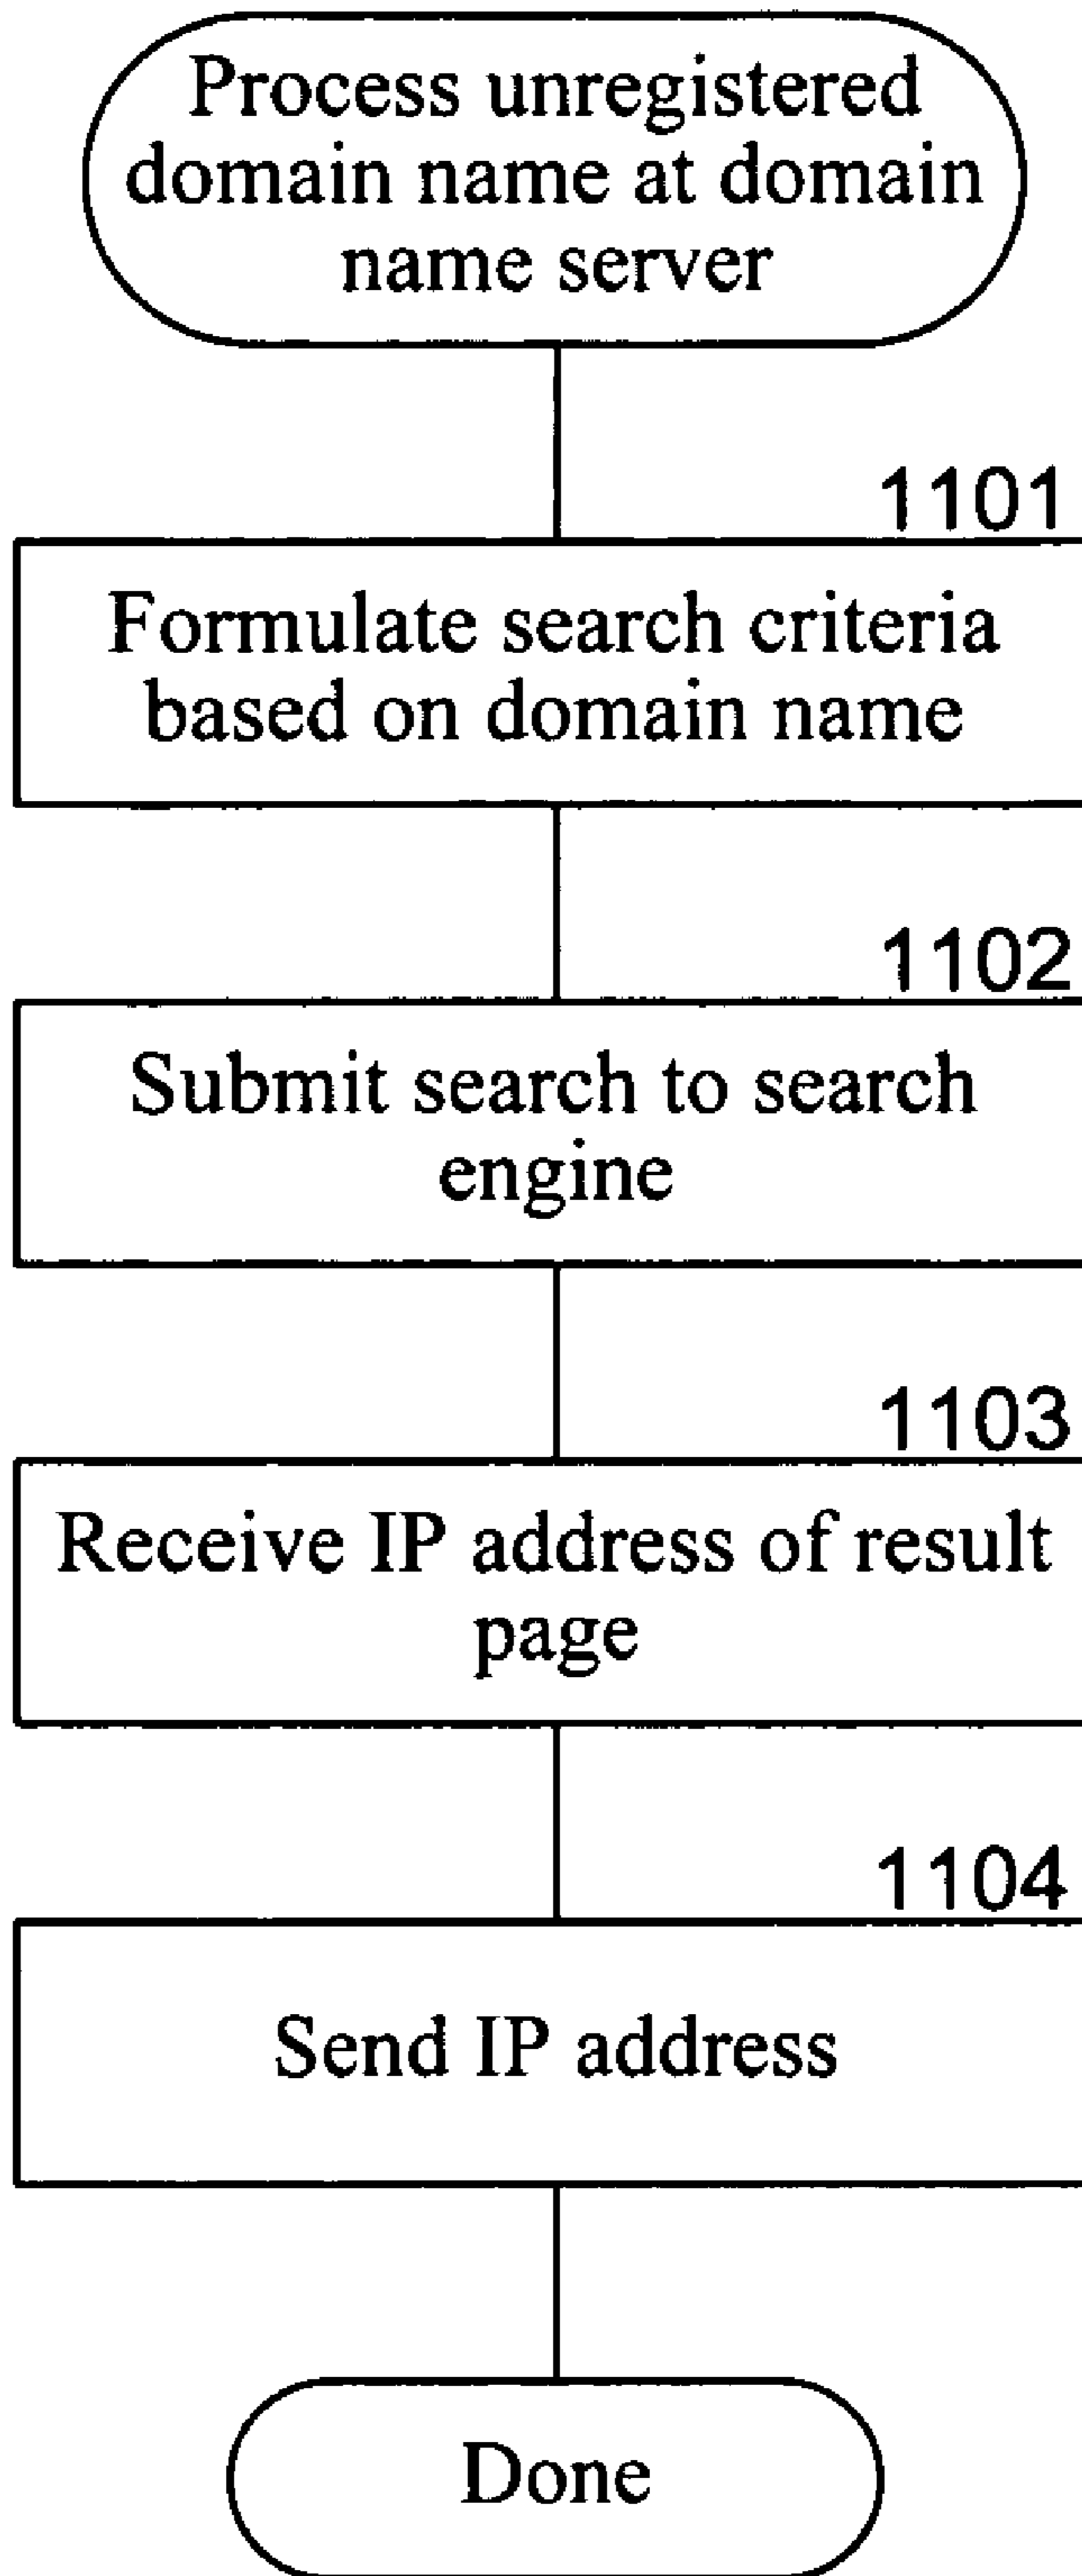 Process unregistered
domain name at domain
name server
1101
Formulate search criteria
based on domain name
1102
Submit search to search
engine
1103
Receive IP address of result
page
1104
Send IP address
Done